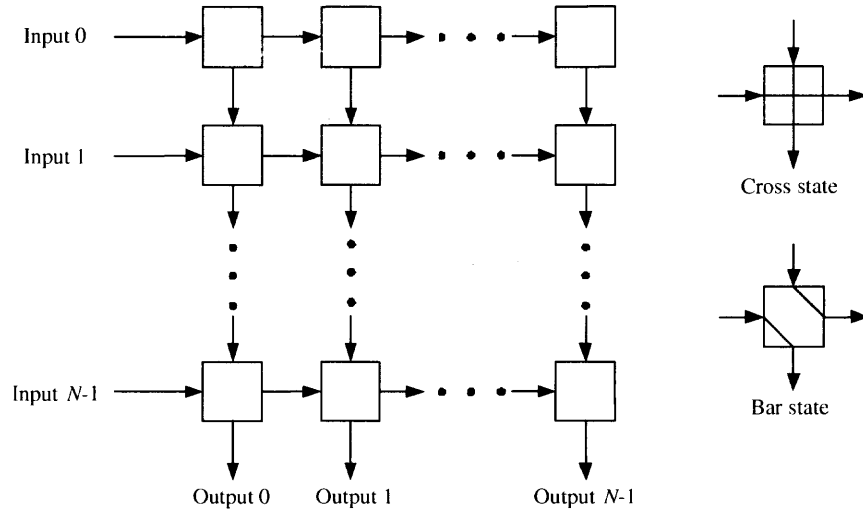 Input 0
Input 1
Cross state
Input N-1
Bar state
Output 0
Output 1
Output N-1